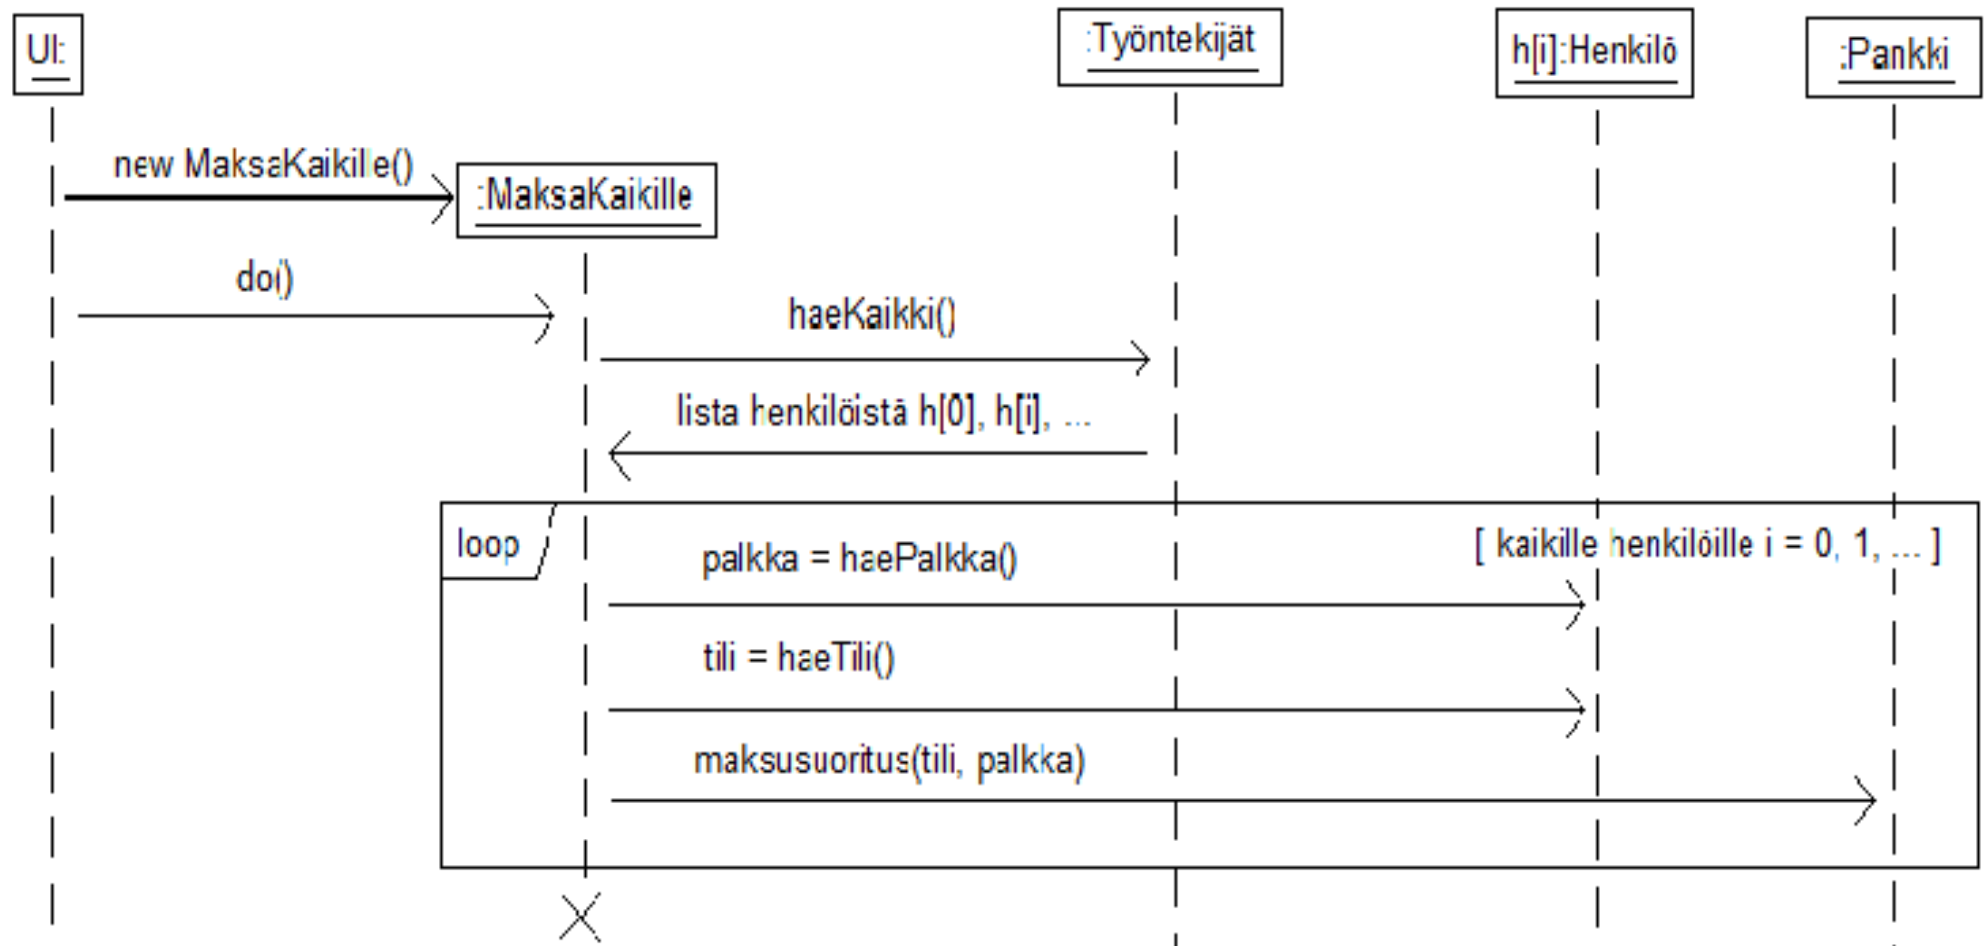 UI:
:Työntekijät
h[i]:Henkilö
:Pankki
new MaksaKaikille()
:MaksaKaikille
do()
haeKaikki()
lista henkilöistä h[0], h[i], ...
loop
[ kaikille henkilöille i = 0, 1, ... ]
palkka = haePalkka()
tili = haeTili()
maksusuoritus(tili, palkka)